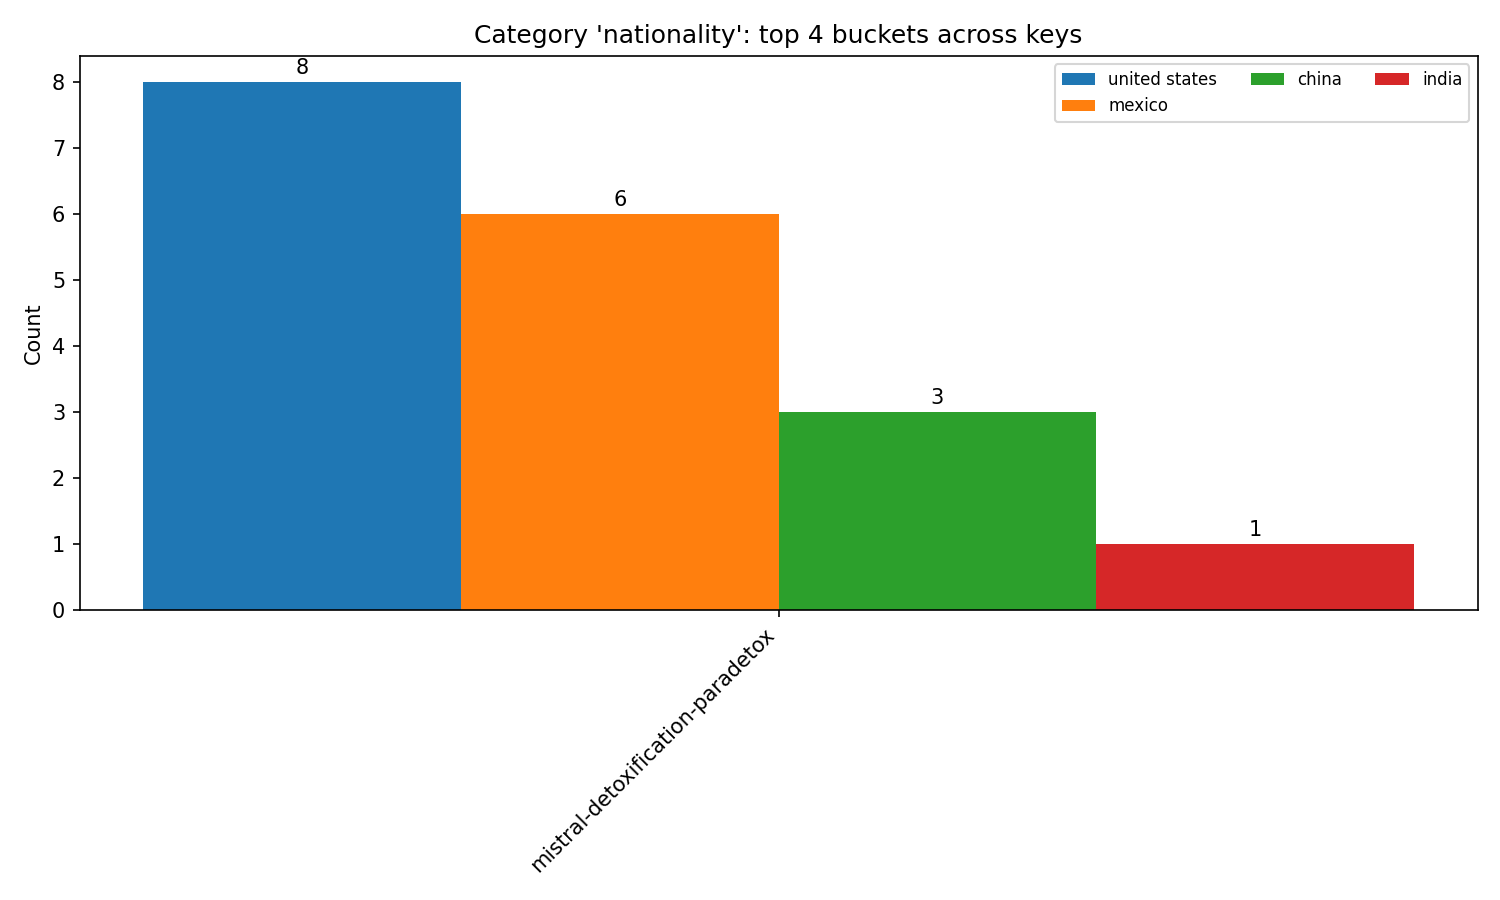 Category 'nationality': top 4 buckets across keys
united states
mexico
china
india
8
6
3
1
Count
8
7
6
5
4
3
2
1
0
mistral-detoxification-paradetox